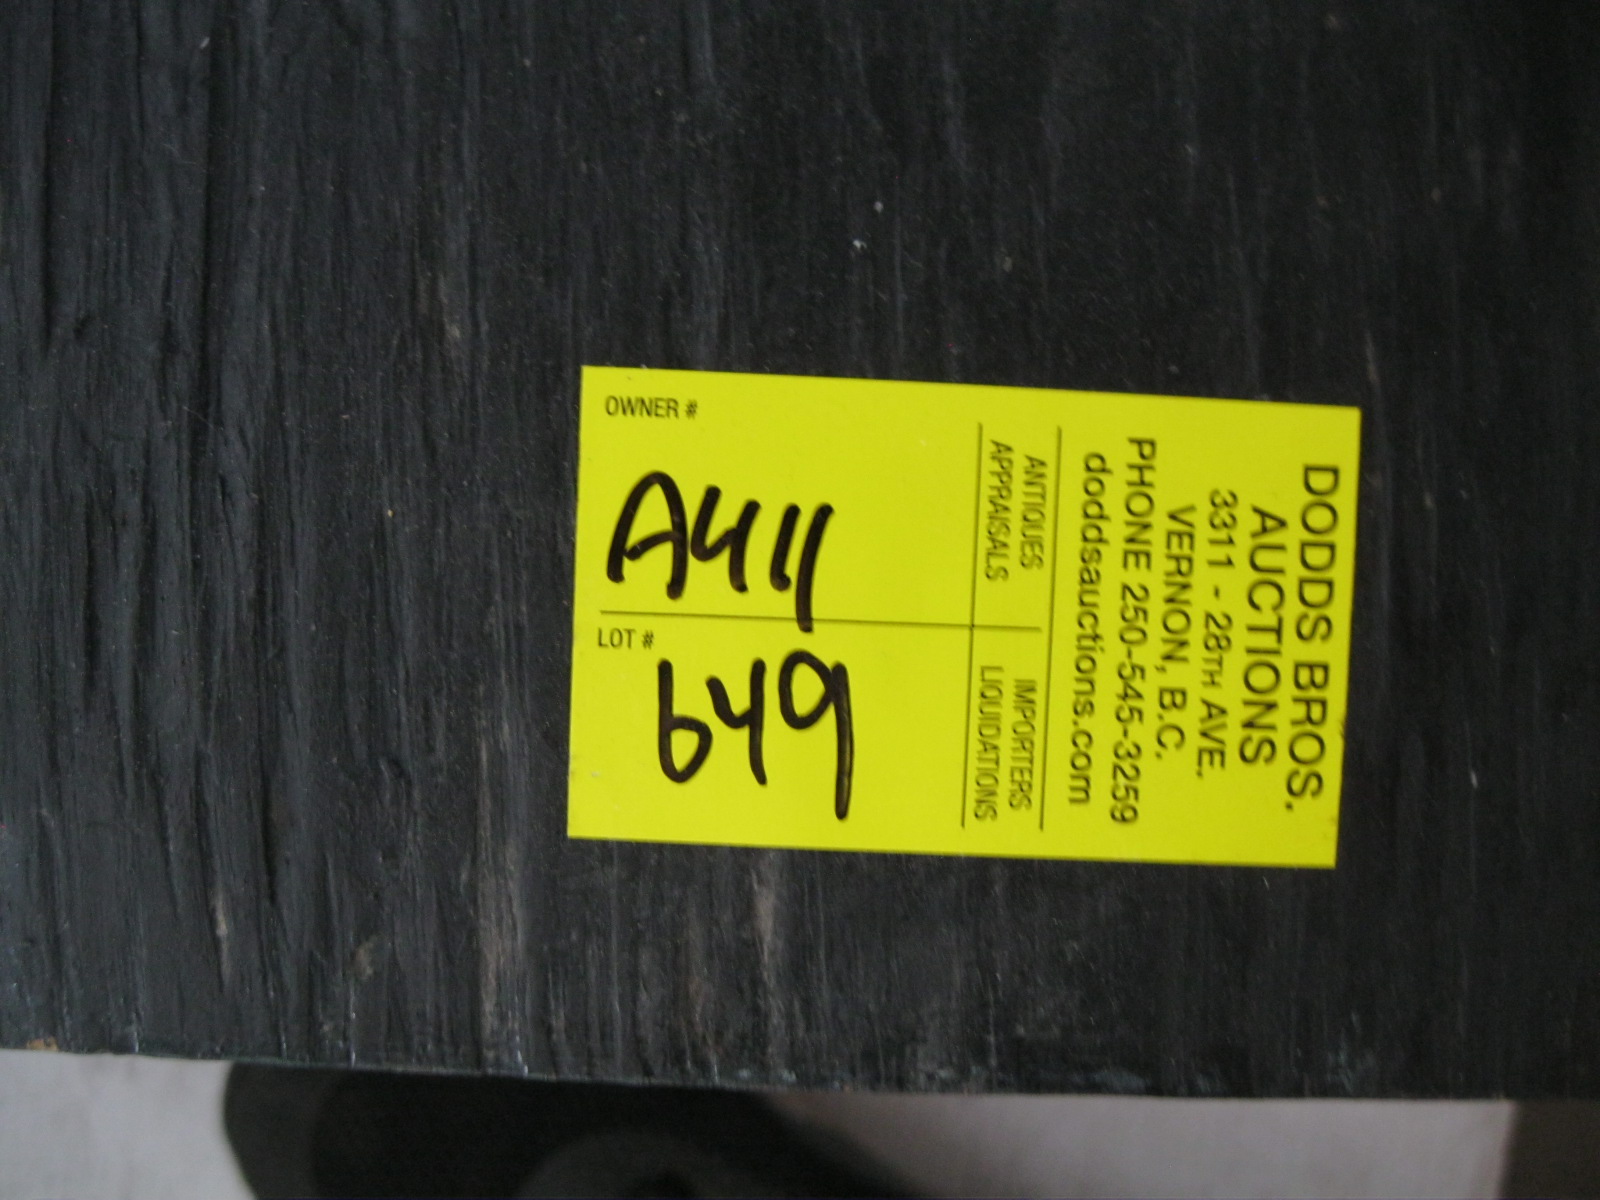 DODDS BROS.
AUCTIONS
3311 - 28TH AVE.
VERNON, B.C.
PHONE 250-545-3259
doddsauctions.com
ANTIQUES
APPRAISALS
IMPORTERS
LIQUIDATIONS
OWNER #
A411
LOT #
649